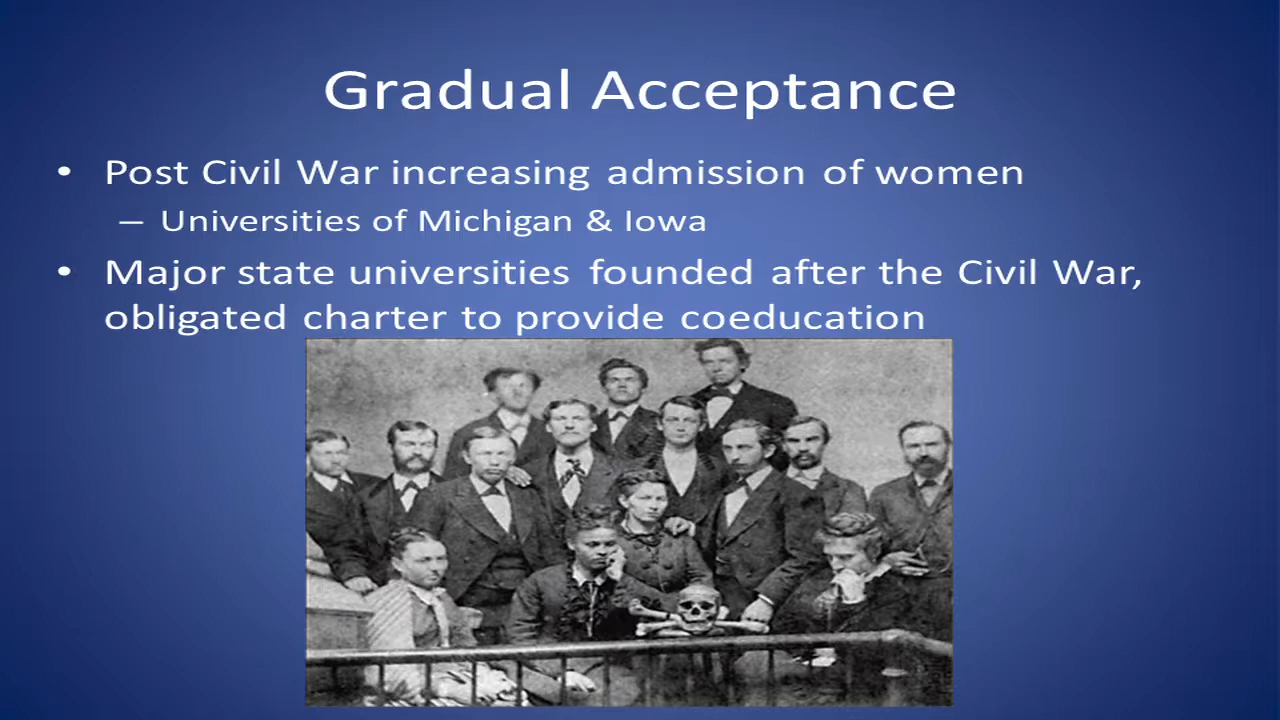 Gradual Acceptance
• Post Civil War increasing admission of women
– Universities of Michigan & Iowa
• Major state universities founded after the Civil War,
obligated charter to provide coeducation